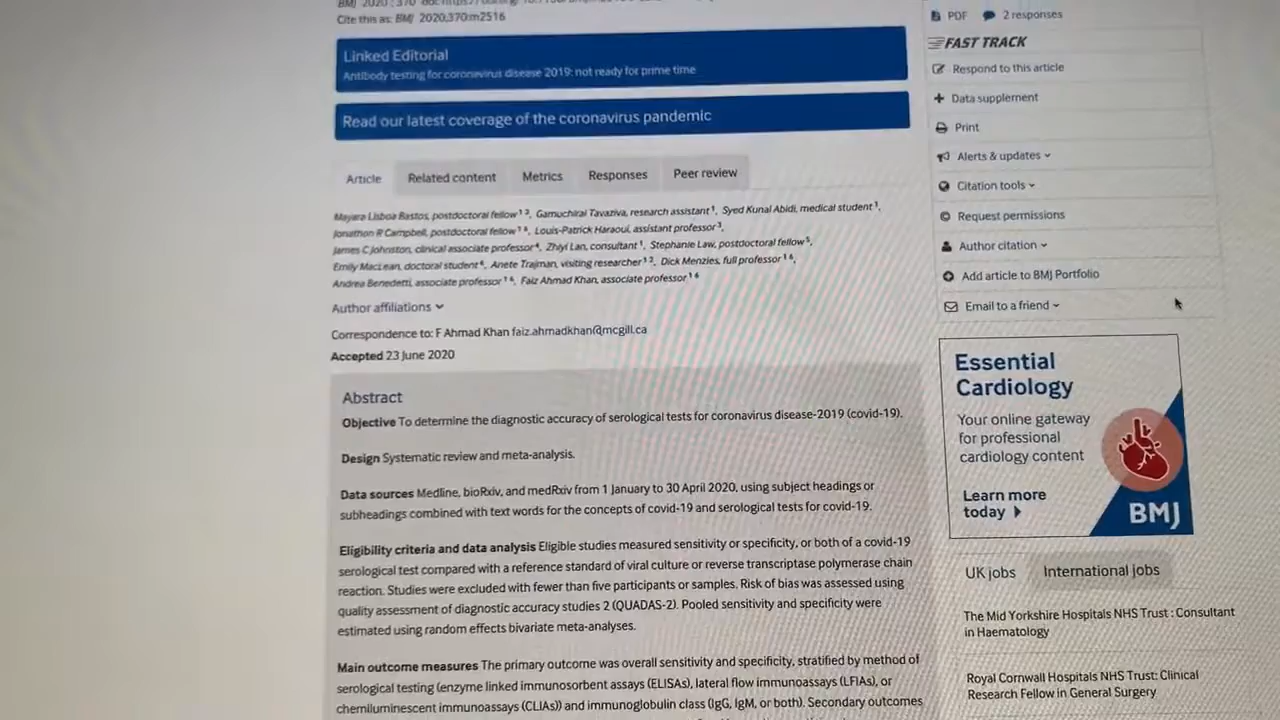 Cite this as: BMJ 2020;370:m2516
Linked Editorial
Antibody testing for coronavirus disease 2019: not ready for prime time
Read our latest coverage of the coronavirus pandemic
Article Related content Metrics Responses Peer review
Mayara Lisboa Bastos, postdoctoral fellow 1 2, Gamuchirai Tavaziva, research assistant 1, Syed Kunal Abidi, medical student 1,
Jonathon R Campbell, postdoctoral fellow 1 6, Louis-Patrick Haraoui, assistant professor 3,
James C Johnston, clinical associate professor 4, Zhiyi Lan, consultant 1, Stephanie Law, postdoctoral fellow 5,
Emily MacLean, doctoral student 6, Anete Trajman, visiting researcher 1 2, Dick Menzies, full professor 1 6,
Andrea Benedetti, associate professor 1 6, Faiz Ahmad Khan, associate professor 1 6
Author affiliations
Correspondence to: F Ahmad Khan faiz.ahmadkhan@mcgill.ca
Accepted 23 June 2020
Abstract
Objective To determine the diagnostic accuracy of serological tests for coronavirus disease-2019 (covid-19).
Design Systematic review and meta-analysis.
Data sources Medline, bioRxiv, and medRxiv from 1 January to 30 April 2020, using subject headings or
subheadings combined with text words for the concepts of covid-19 and serological tests for covid-19.
Eligibility criteria and data analysis Eligible studies measured sensitivity or specificity, or both of a covid-19
serological test compared with a reference standard of viral culture or reverse transcriptase polymerase chain
reaction. Studies were excluded with fewer than five participants or samples. Risk of bias was assessed using
quality assessment of diagnostic accuracy studies 2 (QUADAS-2). Pooled sensitivity and specificity were
estimated using random effects bivariate meta-analyses.
Main outcome measures The primary outcome was overall sensitivity and specificity, stratified by method of
serological testing (enzyme linked immunosorbent assays (ELISAs), lateral flow immunoassays (LFIAs), or
chemiluminescent immunoassays (CLIAs)) and immunoglobulin class (IgG, IgM, or both). Secondary outcomes
PDF 2 responses
FAST TRACK
Respond to this article
Data supplement
Print
Alerts & updates
Citation tools
Request permissions
Author citation
Add article to BMJ Portfolio
Email to a friend
Essential
Cardiology
Your online gateway
for professional
cardiology content
Learn more
today
BMJ
UK jobs International jobs
The Mid Yorkshire Hospitals NHS Trust : Consultant
in Haematology
Royal Cornwall Hospitals NHS Trust: Clinical
Research Fellow in General Surgery